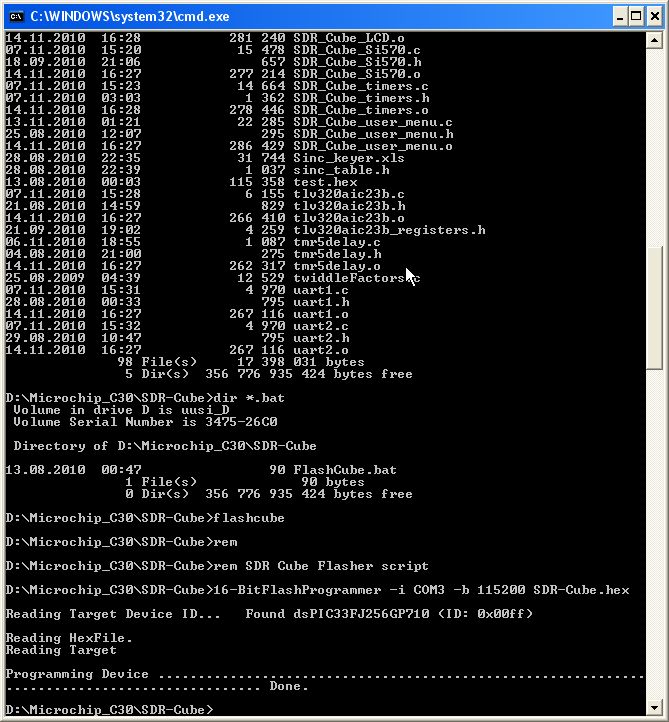 C:\WINDOWS\system32\cmd.exe
14.11.2010  16:28           281 240 SDR_Cube_LCD.o
07.11.2010  15:20            15 478 SDR_Cube_Si570.c
18.09.2010  21:06               657 SDR_Cube_Si570.h
14.11.2010  16:27           277 214 SDR_Cube_Si570.o
07.11.2010  15:23            14 664 SDR_Cube_timers.c
07.11.2010  03:03             1 362 SDR_Cube_timers.h
14.11.2010  16:28           278 446 SDR_Cube_timers.o
13.11.2010  01:21            22 285 SDR_Cube_user_menu.c
25.08.2010  12:07               295 SDR_Cube_user_menu.h
14.11.2010  16:27           286 429 SDR_Cube_user_menu.o
28.08.2010  22:35            31 744 Sinc_keyer.xls
28.08.2010  22:39             1 037 sinc_table.h
13.08.2010  00:03           115 358 test.hex
07.11.2010  15:28             6 155 tlv320aic23b.c
21.08.2010  14:59               829 tlv320aic23b.h
14.11.2010  16:27           266 410 tlv320aic23b.o
21.09.2010  19:02             4 259 tlv320aic23b_registers.h
06.11.2010  18:55             1 087 tmr5delay.c
04.08.2010  21:00               275 tmr5delay.h
14.11.2010  16:27           262 317 tmr5delay.o
25.08.2009  04:39            12 529 twiddleFactors.c
07.11.2010  15:31             4 970 uart1.c
28.08.2010  00:33               795 uart1.h
14.11.2010  16:27           267 116 uart1.o
07.11.2010  15:32             4 970 uart2.c
29.08.2010  10:47               795 uart2.h
14.11.2010  16:27           267 116 uart2.o
98 File(s)     17 398 031 bytes
5 Dir(s)  356 776 935 424 bytes free
D:\Microchip_C30\SDR-Cube>dir *.bat
Volume in drive D is uusi_D
Volume Serial Number is 3475-26C0
Directory of D:\Microchip_C30\SDR-Cube
13.08.2010  00:47                90 FlashCube.bat
1 File(s)             90 bytes
0 Dir(s)  356 776 935 424 bytes free
D:\Microchip_C30\SDR-Cube>flashcube
D:\Microchip_C30\SDR-Cube>rem
D:\Microchip_C30\SDR-Cube>rem SDR Cube Flasher script
D:\Microchip_C30\SDR-Cube>16-BitFlashProgrammer -i COM3 -b 115200 SDR-Cube.hex
Reading Target Device ID...   Found dsPIC33FJ256GP710 (ID: 0x00ff)
Reading HexFile.
Reading Target
Programming Device .............................................................
................................ Done.
D:\Microchip_C30\SDR-Cube>